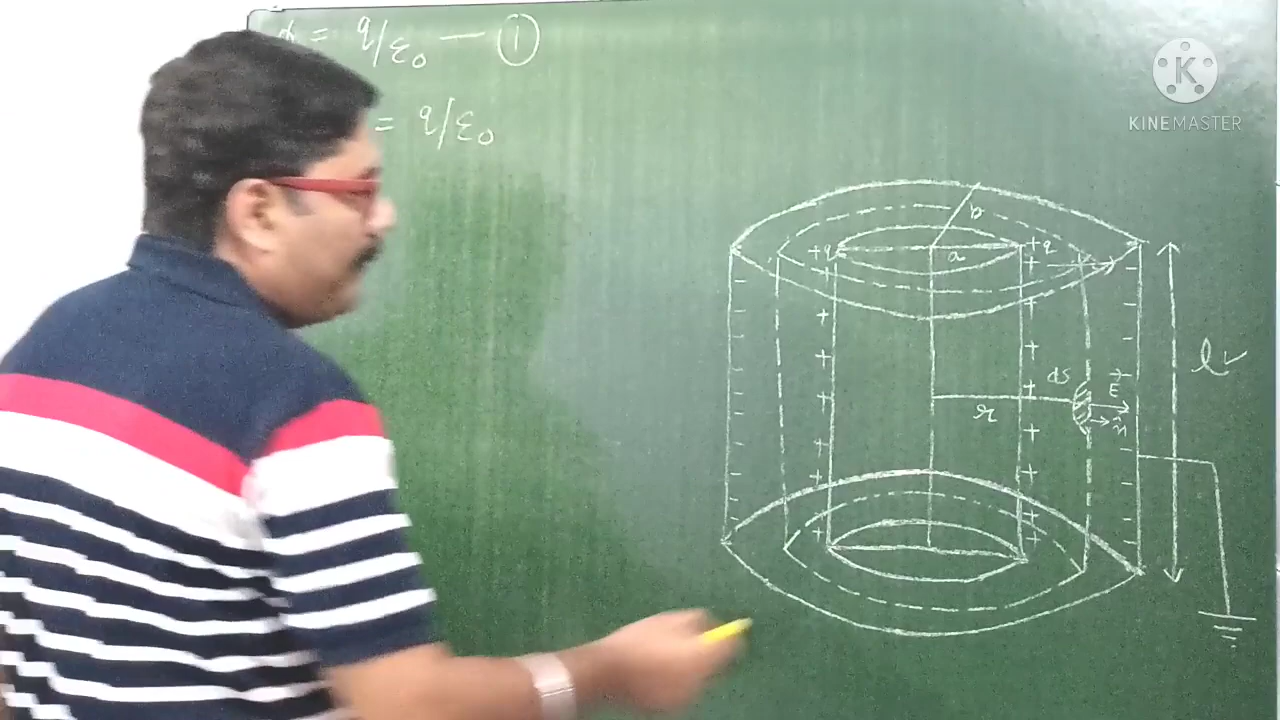 φ = q/ε₀ — ①
= q/ε₀
KINEMASTER
b
+q
a
+q
l
ds
E
r
n̂